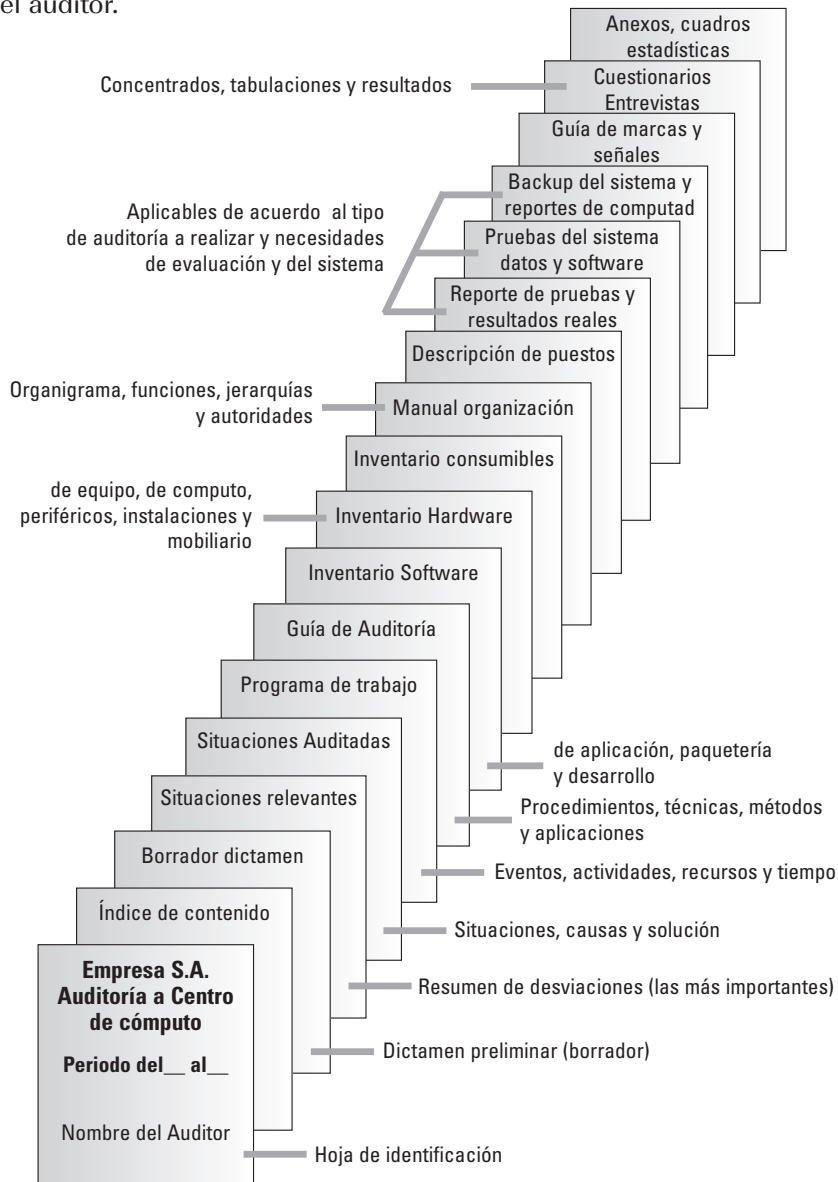 el auditor.
Anexos, cuadros
estadísticas
Concentrados, tabulaciones y resultados
Cuestionarios
Entrevistas
Guía de marcas y
señales
Backup del sistema y
reportes de computad
Aplicables de acuerdo al tipo
de auditoría a realizar y necesidades
de evaluación y del sistema
Pruebas del sistema
datos y software
Reporte de pruebas y
resultados reales
Descripción de puestos
Organigrama, funciones, jerarquías
y autoridades
Manual organización
Inventario consumibles
de equipo, de computo,
periféricos, instalaciones y
mobiliario
Inventario Hardware
Inventario Software
Guía de Auditoría
Programa de trabajo
Situaciones Auditadas
de aplicación, paquetería
y desarrollo
Situaciones relevantes
Procedimientos, técnicas, métodos
y aplicaciones
Borrador dictamen
Eventos, actividades, recursos y tiempo
Índice de contenido
Situaciones, causas y solución
Empresa S.A.
Auditoría a Centro
de cómputo
Resumen de desviaciones (las más importantes)
Periodo del__ al__
Dictamen preliminar (borrador)
Nombre del Auditor
Hoja de identificación